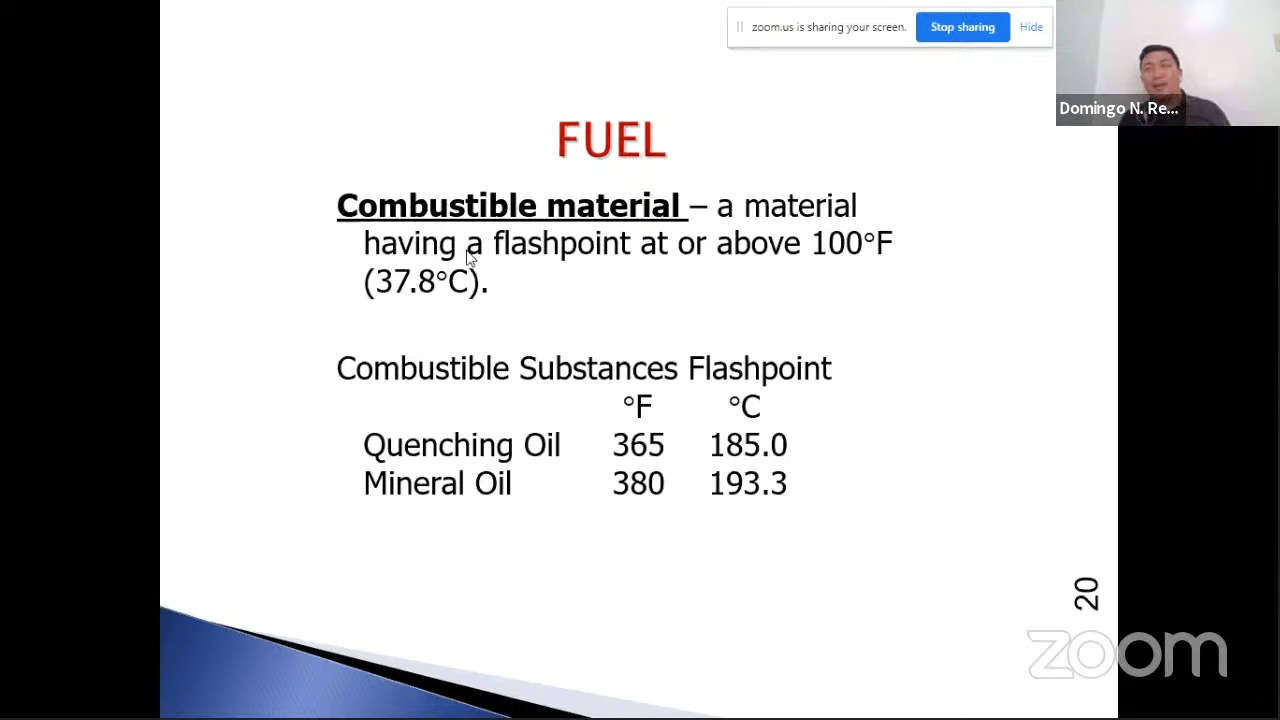 zoom.us is sharing your screen. Stop sharing Hide
Domingo N. Re...
FUEL
Combustible material – a material
having a flashpoint at or above 100°F
(37.8°C).
Combustible Substances Flashpoint
°F °C
Quenching Oil 365 185.0
Mineral Oil 380 193.3
20
zoom